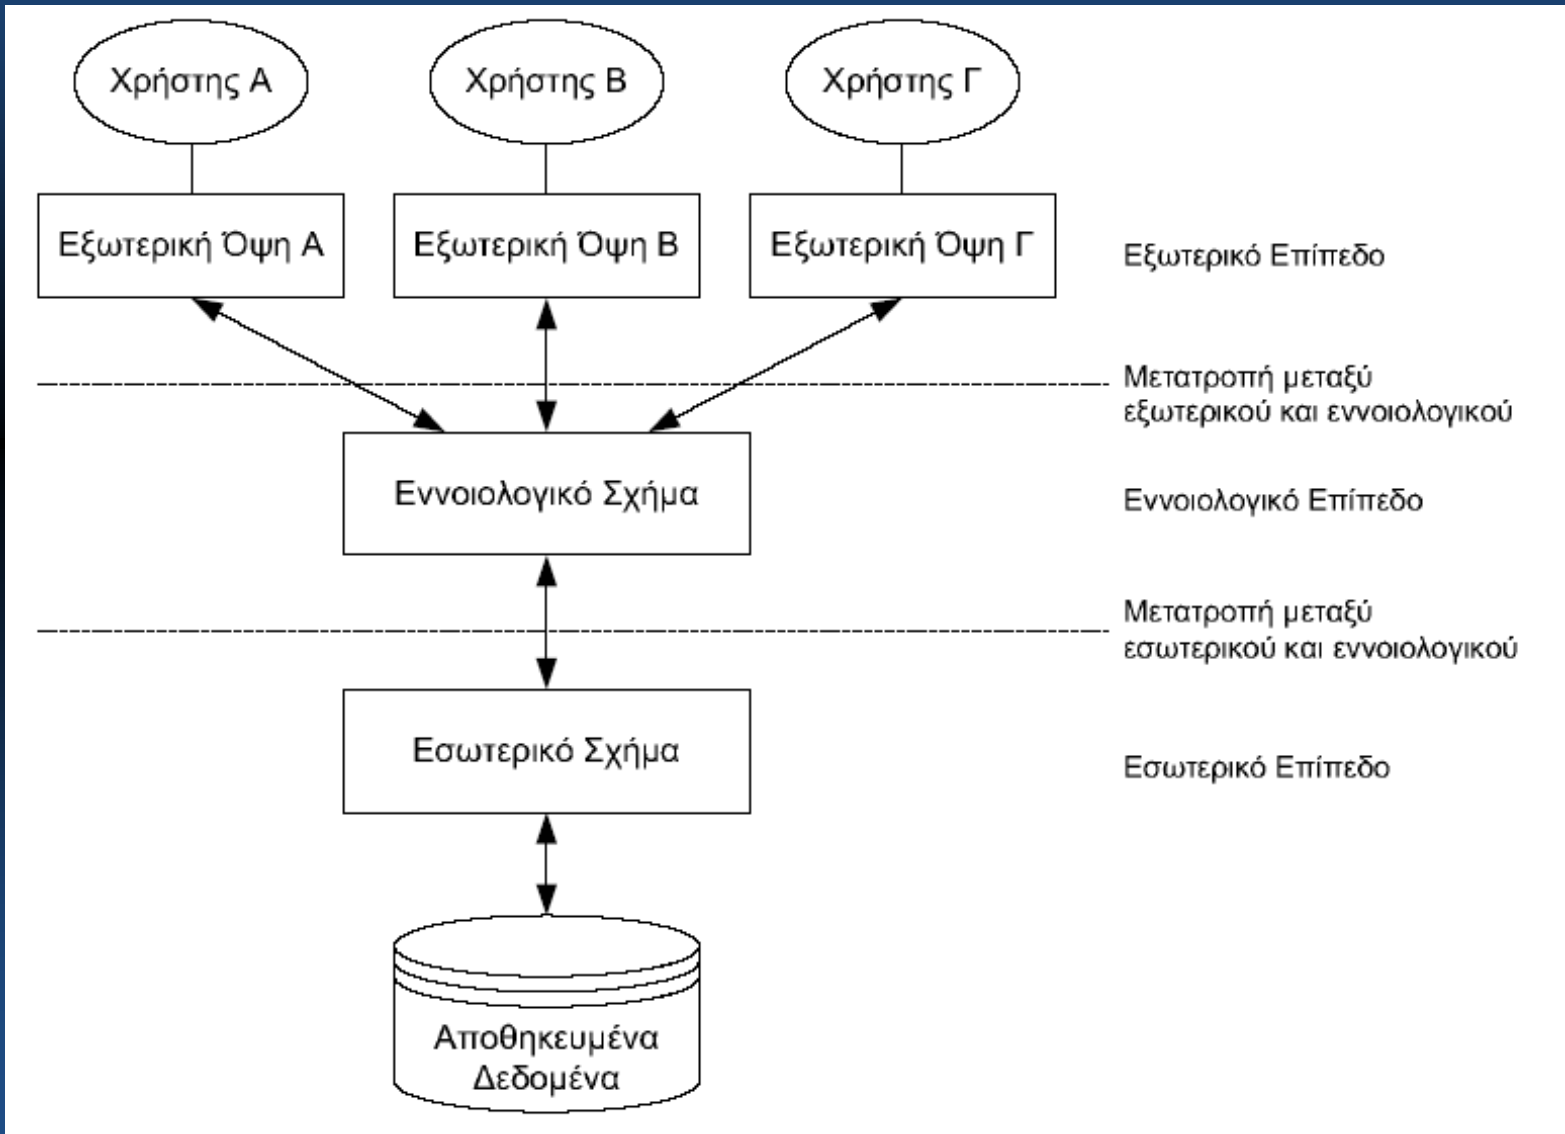 Χρήστης Α
Χρήστης Β
Χρήστης Γ
Εξωτερική Όψη Α
Εξωτερική Όψη Β
Εξωτερική Όψη Γ
Εξωτερικό Επίπεδο
Μετατροπή μεταξύ
εξωτερικού και εννοιολογικού
Εννοιολογικό Σχήμα
Εννοιολογικό Επίπεδο
Μετατροπή μεταξύ
εσωτερικού και εννοιολογικού
Εσωτερικό Σχήμα
Εσωτερικό Επίπεδο
Αποθηκευμένα
Δεδομένα